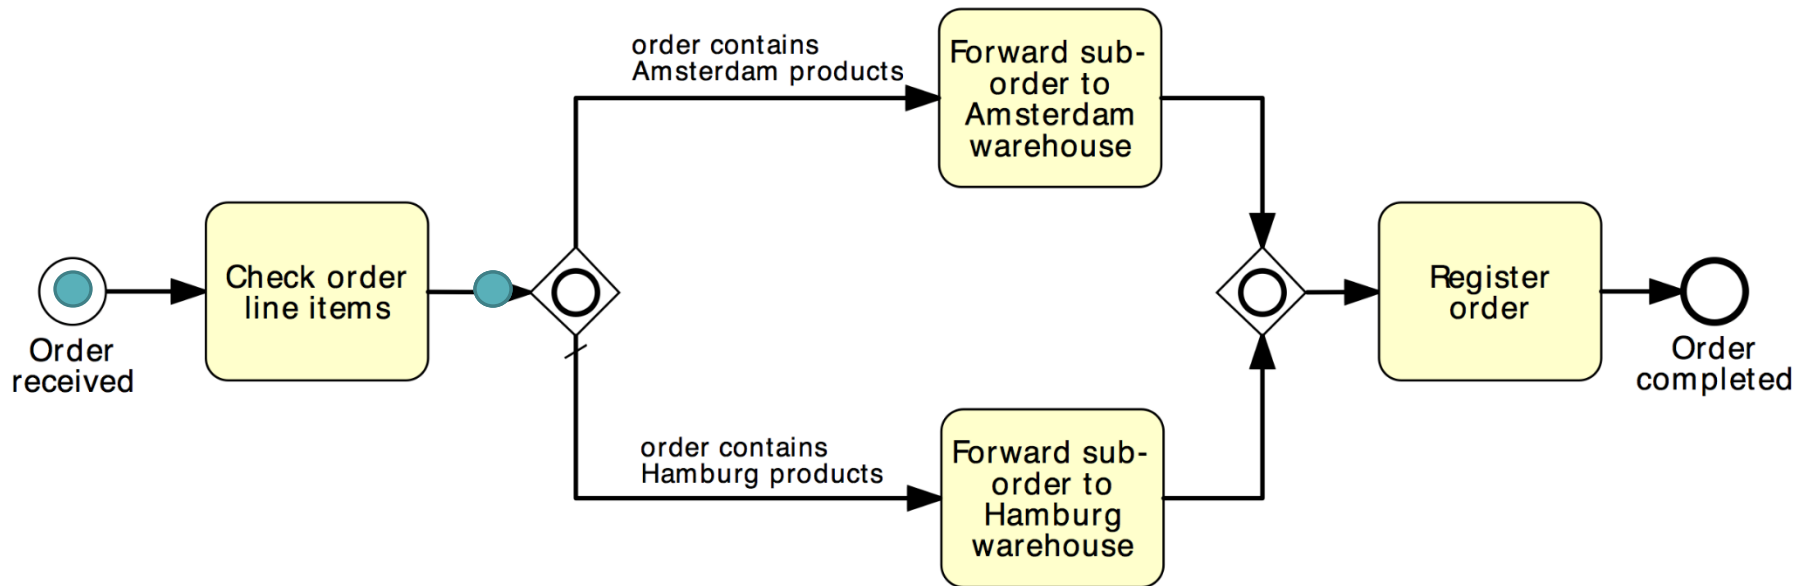 Order
received
Check order
line items
order contains
Amsterdam products
Forward sub-
order to
Amsterdam
warehouse
order contains
Hamburg products
Forward sub-
order to
Hamburg
warehouse
Register
order
Order
completed